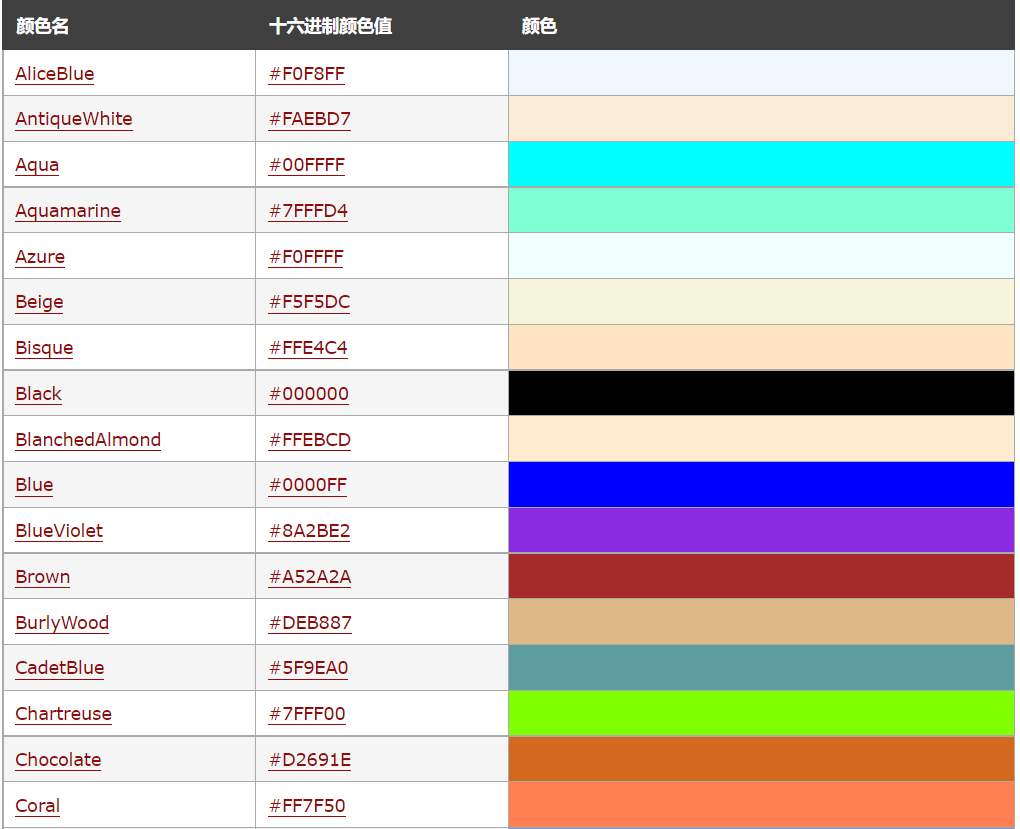 颜色名 十六进制颜色值 颜色
AliceBlue #F0F8FF
AntiqueWhite #FAEBD7
Aqua #00FFFF
Aquamarine #7FFFD4
Azure #F0FFFF
Beige #F5F5DC
Bisque #FFE4C4
Black #000000
BlanchedAlmond #FFEBCD
Blue #0000FF
BlueViolet #8A2BE2
Brown #A52A2A
BurlyWood #DEB887
CadetBlue #5F9EA0
Chartreuse #7FFF00
Chocolate #D2691E
Coral #FF7F50